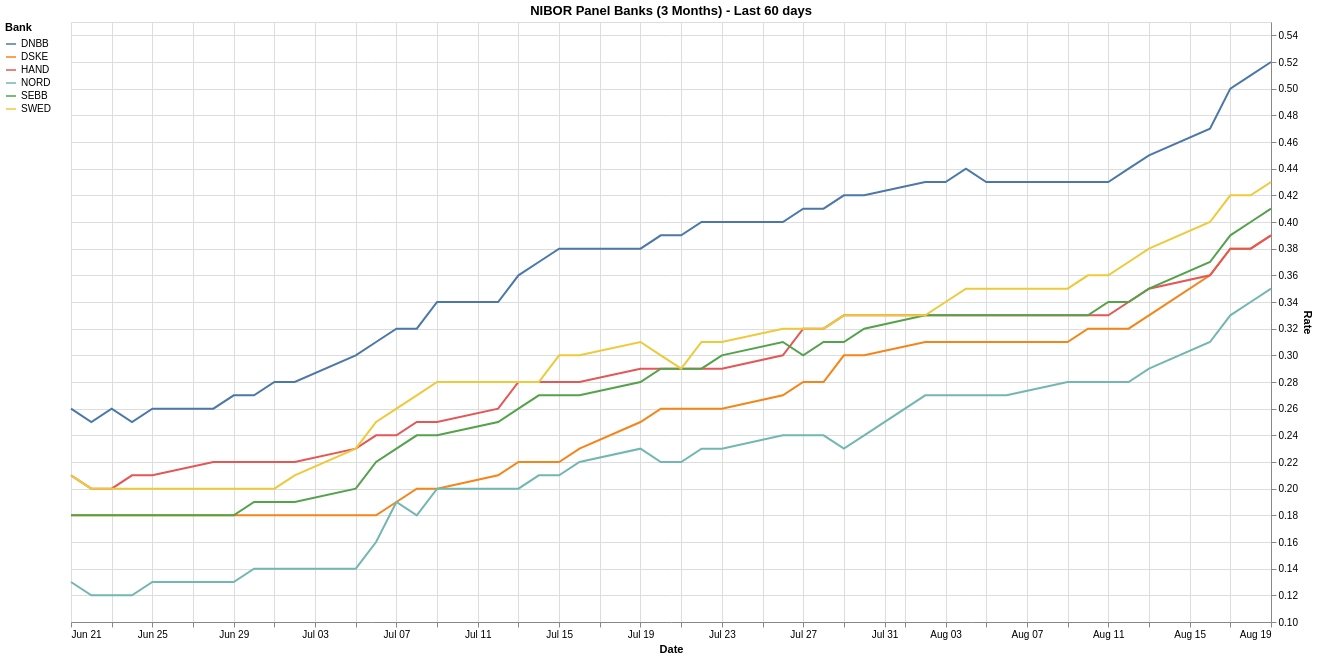 NIBOR Panel Banks (3 Months) - Last 60 days
Bank
DNBB
DSKE
HAND
NORD
SEBB
SWED
0.54
0.52
0.50
0.48
0.46
0.44
0.42
0.40
0.38
0.36
0.34
0.32
0.30
0.28
0.26
0.24
0.22
0.20
0.18
0.16
0.14
0.12
0.10
Rate
Jun 21 Jun 25 Jun 29 Jul 03 Jul 07 Jul 11 Jul 15 Jul 19 Jul 23 Jul 27 Jul 31 Aug 03 Aug 07 Aug 11 Aug 15 Aug 19
Date